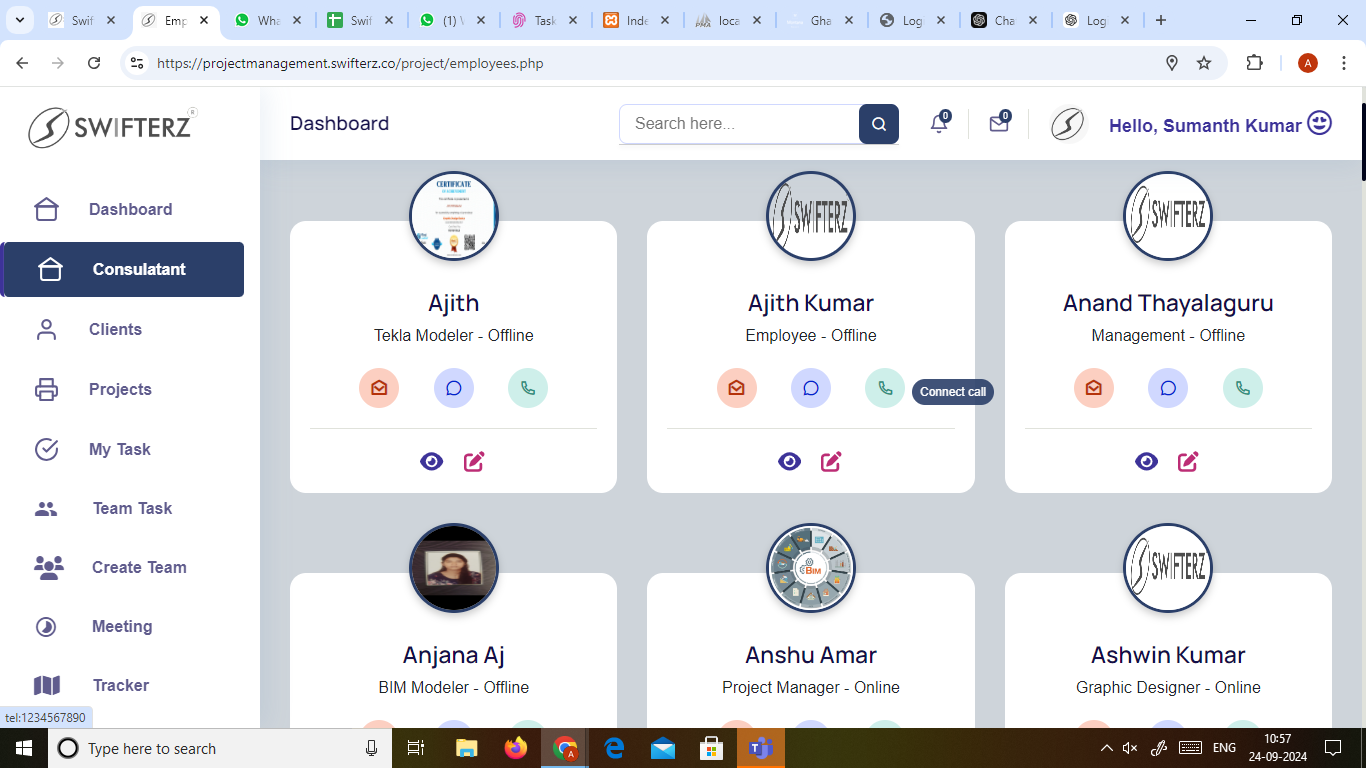 Swift
Emp
Wha
Swift
(1) W
Task
Inde
loca
Gha
Log
Cha
Log
https://projectmanagement.swifterz.co/project/employees.php
A
SWIFTERZ®
Dashboard
Search here...
0
0
Hello, Sumanth Kumar
Dashboard
Consulatant
Clients
Projects
My Task
Team Task
Create Team
Meeting
Tracker
CERTIFICATE
SWIFTERZ
SWIFTERZ
Ajith
Ajith Kumar
Anand Thayalaguru
Tekla Modeler - Offline
Employee - Offline
Management - Offline
Connect call
BIM
SWIFTERZ
Anjana Aj
Anshu Amar
Ashwin Kumar
BIM Modeler - Offline
Project Manager - Online
Graphic Designer - Online
tel:1234567890
Type here to search
ENG
10:57
24-09-2024